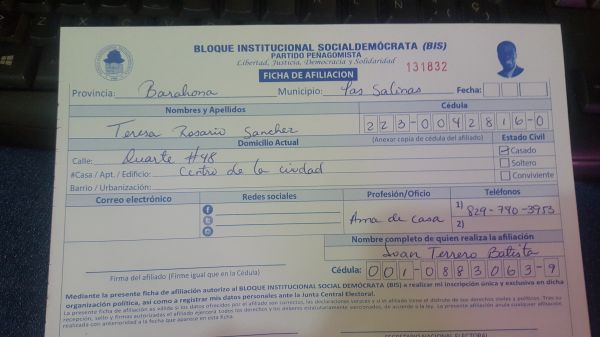 BLOQUE INSTITUCIONAL SOCIALDEMÓCRATA (BIS)
PARTIDO PEÑAGOMISTA
Libertad, Justicia, Democracia y Solidaridad
131832
FICHA DE AFILIACION
Provincia: Barahona Municipio: Las Salinas Fecha:
Nombres y Apellidos Cédula
Teresa Rosario Sanchez 223-0042816-0
Domicilio Actual (Anexar copia de cédula del afiliado) Estado Civil
Calle: Duarte #48 Casado
#Casa / Apt. / Edificio: Centro de la ciudad Soltero
Barrio / Urbanización: Conviviente
Correo electrónico Redes sociales Profesión/Oficio Teléfonos
Ama de casa 1) 829-740-3953
2)
Nombre completo de quien realiza la afiliación
Juan Terrero Batista
Firma del afiliado (Firme igual que en la Cédula) Cédula: 001-0883063-9
Mediante la presente ficha de afiliación autorizo al BLOQUE INSTITUCIONAL SOCIAL DEMÓCRATA (BIS) a realizar mi inscripción única y exclusiva en dicha
organización política, así como a registrar mis datos personales ante la Junta Central Electoral.
SECRETARIO NACIONAL ELECTORAL